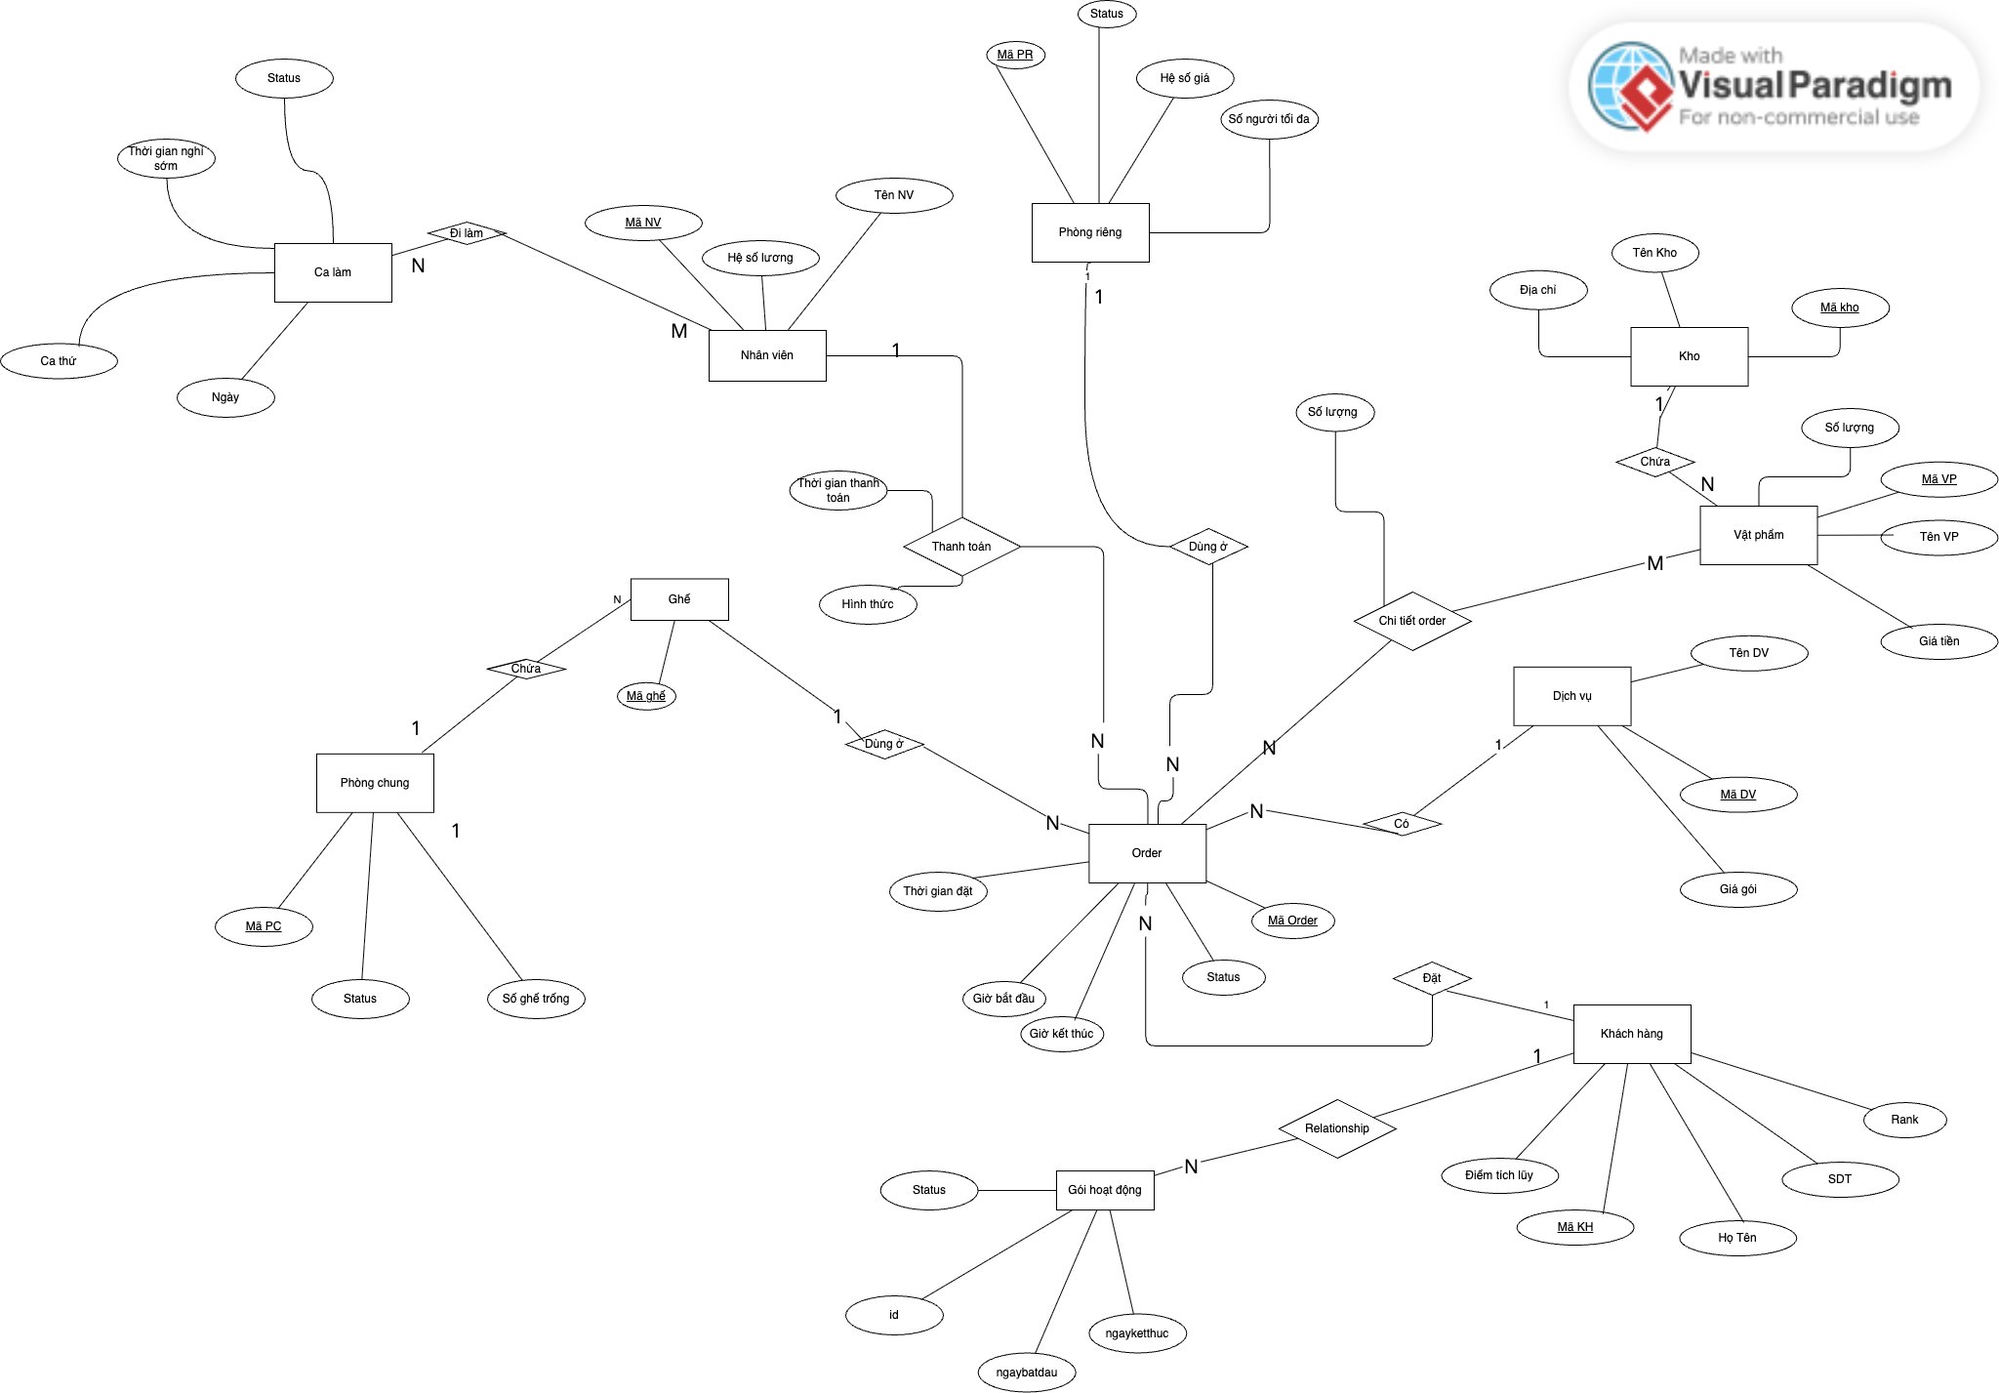 Status
Mã PR
Hệ số giá
Số người tối đa
Made with
Visual Paradigm
For non-commercial use
Status
Thời gian nghỉ
sớm
Đi làm
N
Ca làm
Ca thứ
Ngày
Mã NV
Hệ số lương
Tên NV
M
Nhân viên
1
Phòng riêng
1
1
Tên Kho
Địa chỉ
Mã kho
Kho
1
Số lượng
Số lượng
Chứa
N
Mã VP
Tên VP
Vật phẩm
M
Giá tiền
Thời gian thanh
toán
Thanh toán
Hình thức
Dùng ở
Chi tiết order
N
Ghế
Chứa
Mã ghế
1
Phòng chung
1
1
Dùng ở
N
N
N
N
N
Có
1
Dịch vụ
Tên DV
Mã DV
Giá gói
Mã PC
Status
Số ghế trống
Order
Thời gian đặt
Mã Order
N
Giờ bắt đầu
Giờ kết thúc
Status
Đặt
1
Khách hàng
1
Relationship
N
Điểm tích lũy
Mã KH
Họ Tên
SDT
Rank
Status
Gói hoạt động
id
ngaybatdau
ngayketthuc